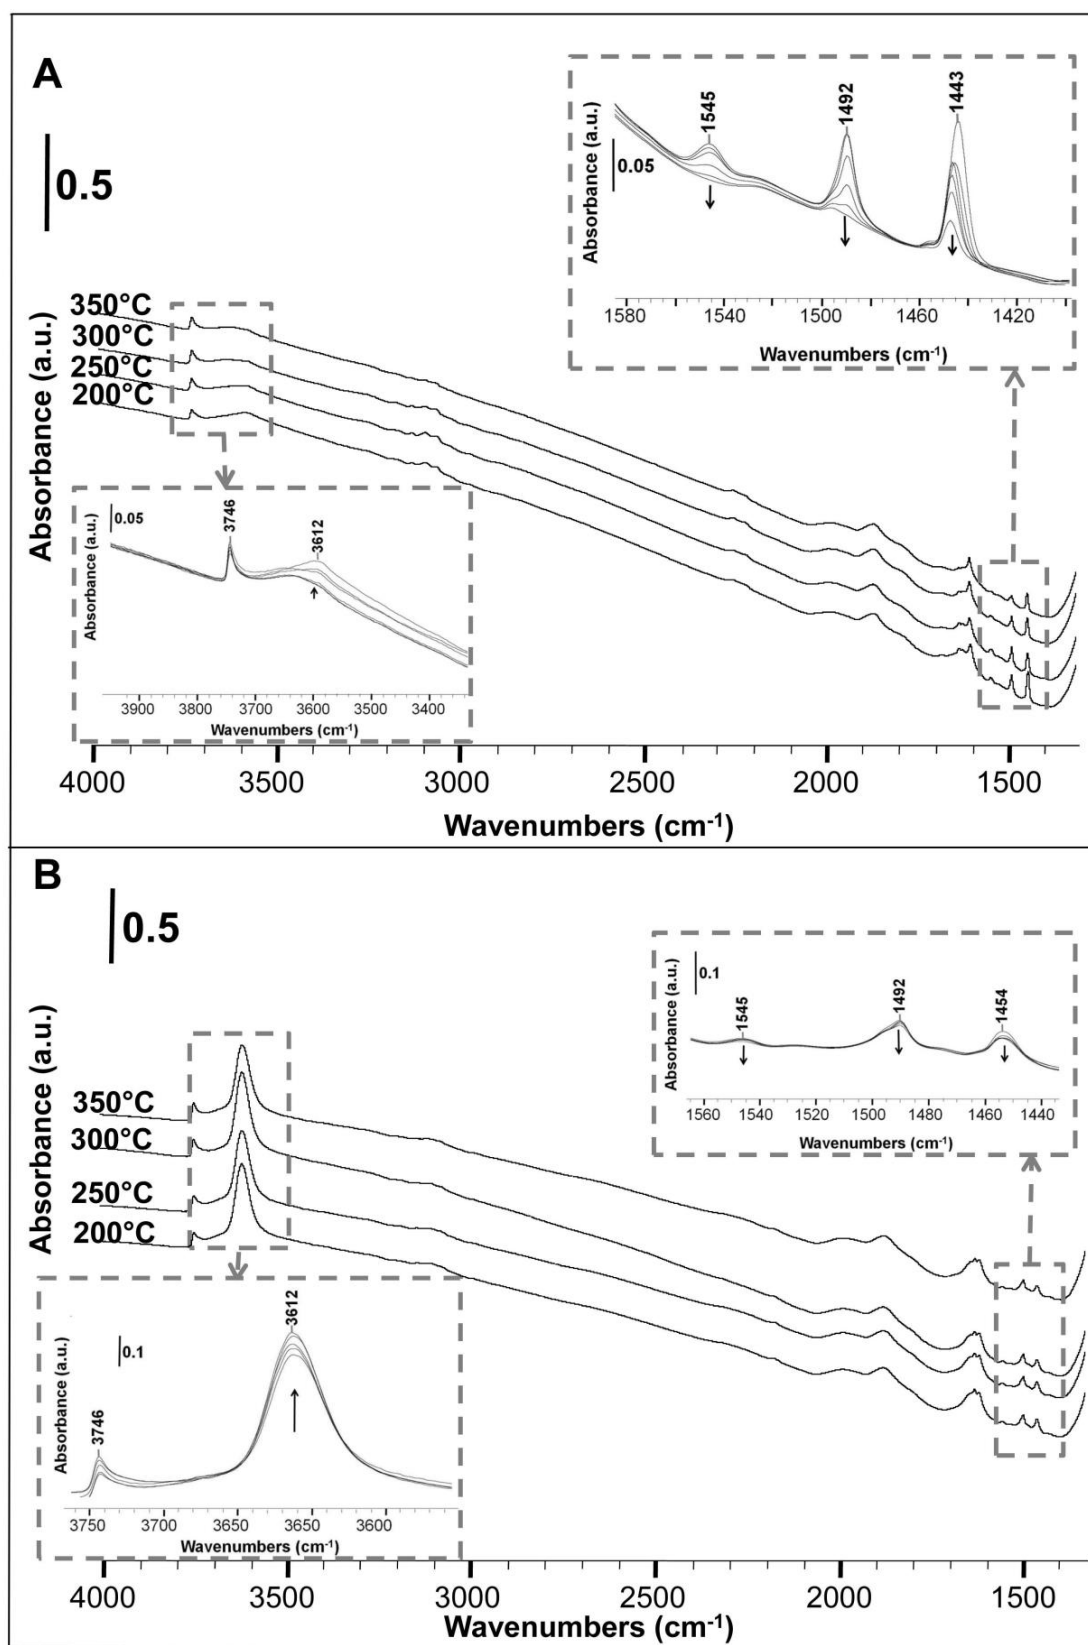 A
0.5
Absorbance (a.u.)
350°C
300°C
250°C
200°C
1545
1492
1443
0.05
Absorbance (a.u.)
1580 1540 1500 1460 1420
Wavenumbers (cm-1)
0.05
3746
3612
Absorbance (a.u.)
3900 3800 3700 3600 3500 3400
Wavenumbers (cm-1)
4000 3500 3000 2500 2000 1500
Wavenumbers (cm-1)
B
0.5
Absorbance (a.u.)
350°C
300°C
250°C
200°C
0.1
1545
1492
1454
Absorbance (a.u.)
1560 1540 1520 1500 1480 1460 1440
Wavenumbers (cm-1)
3612
0.1
3746
Absorbance (a.u.)
3750 3700 3650 3650 3600
Wavenumbers (cm-1)
4000 3500 3000 2500 2000 1500
Wavenumbers (cm-1)